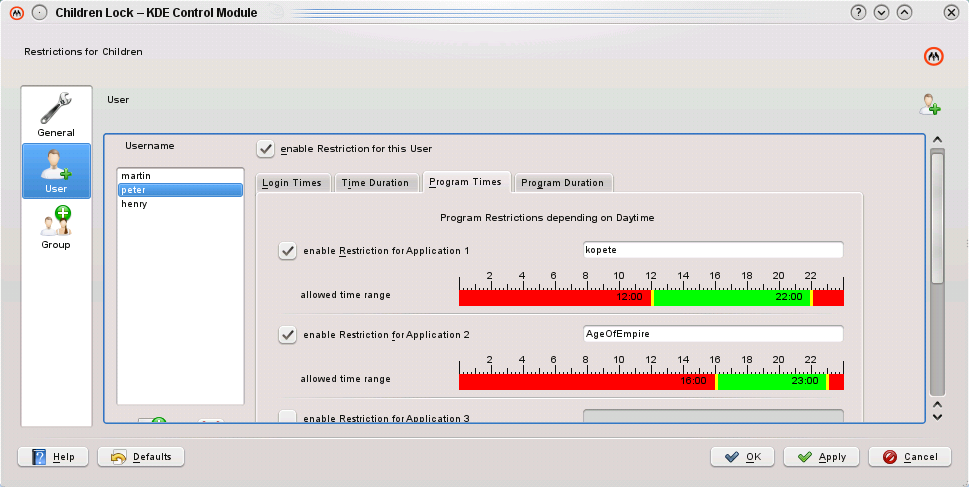 Children Lock – KDE Control Module
Restrictions for Children
General
User
Group
User
Username
martin
peter
henry
enable Restriction for this User
Login Times
Time Duration
Program Times
Program Duration
Program Restrictions depending on Daytime
enable Restriction for Application 1
kopete
2 4 6 8 10 12 14 16 18 20 22
allowed time range
12:00 22:00
enable Restriction for Application 2
AgeOfEmpire
2 4 6 8 10 12 14 16 18 20 22
allowed time range
16:00 23:00
enable Restriction for Application 3
Help
Defaults
OK
Apply
Cancel